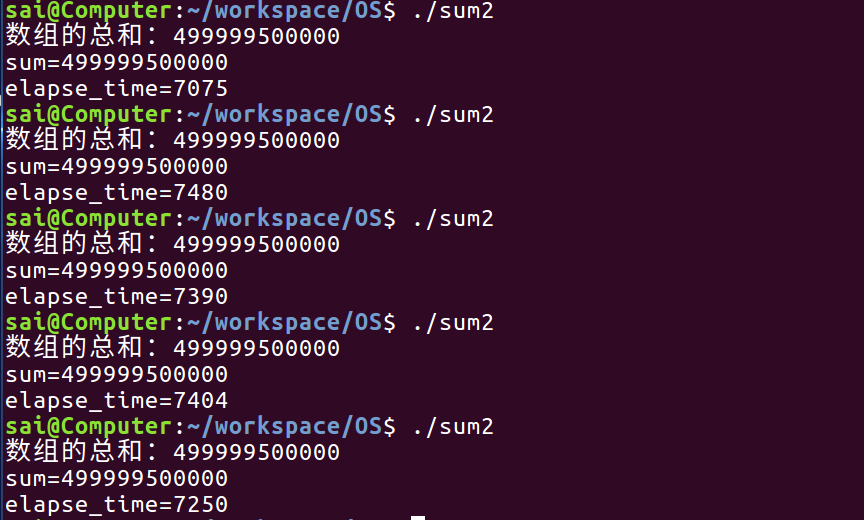 sai@Computer:~/workspace/OS$ ./sum2
数组的总和：499999500000
sum=499999500000
elapse_time=7075
sai@Computer:~/workspace/OS$ ./sum2
数组的总和：499999500000
sum=499999500000
elapse_time=7480
sai@Computer:~/workspace/OS$ ./sum2
数组的总和：499999500000
sum=499999500000
elapse_time=7390
sai@Computer:~/workspace/OS$ ./sum2
数组的总和：499999500000
sum=499999500000
elapse_time=7404
sai@Computer:~/workspace/OS$ ./sum2
数组的总和：499999500000
sum=499999500000
elapse_time=7250